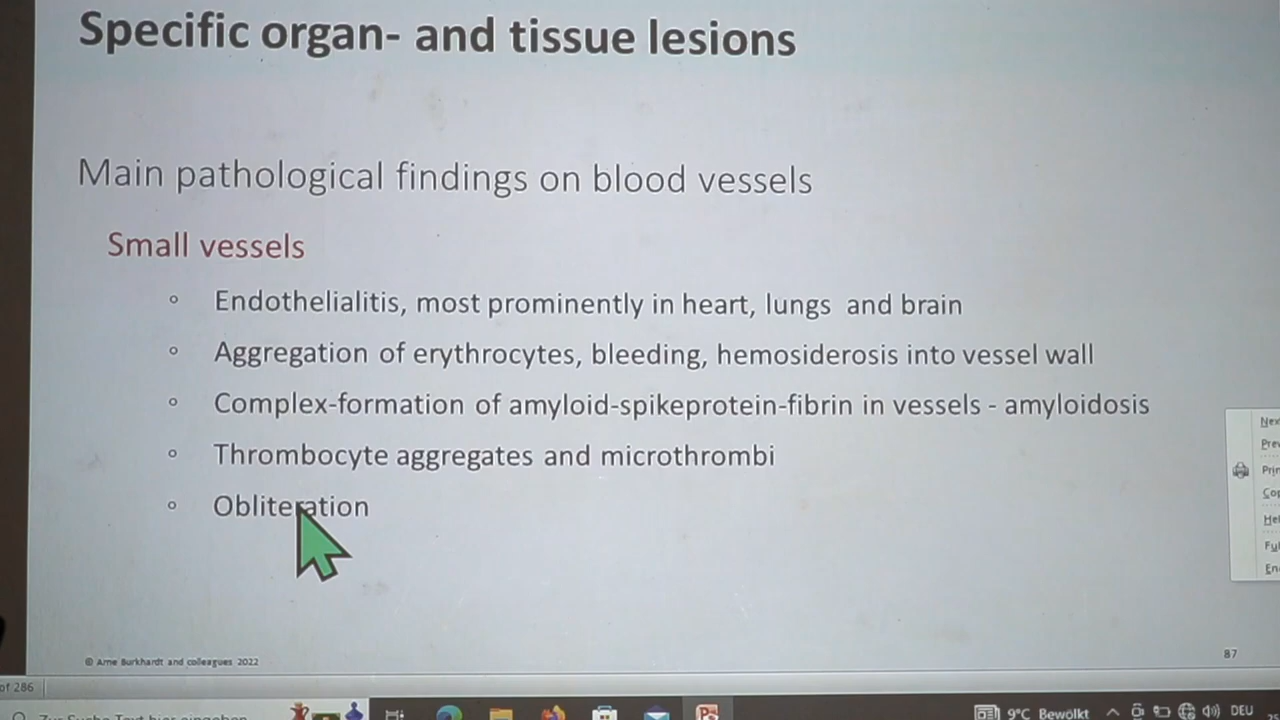 Specific organ- and tissue lesions
Main pathological findings on blood vessels
Small vessels
Endothelialitis, most prominently in heart, lungs and brain
Aggregation of erythrocytes, bleeding, hemosiderosis into vessel wall
Complex-formation of amyloid-spikeprotein-fibrin in vessels - amyloidosis
Thrombocyte aggregates and microthrombi
Obliteration
© Arne Burkhardt and colleagues 2022
87
of 286
9°C Bewölkt
DEU